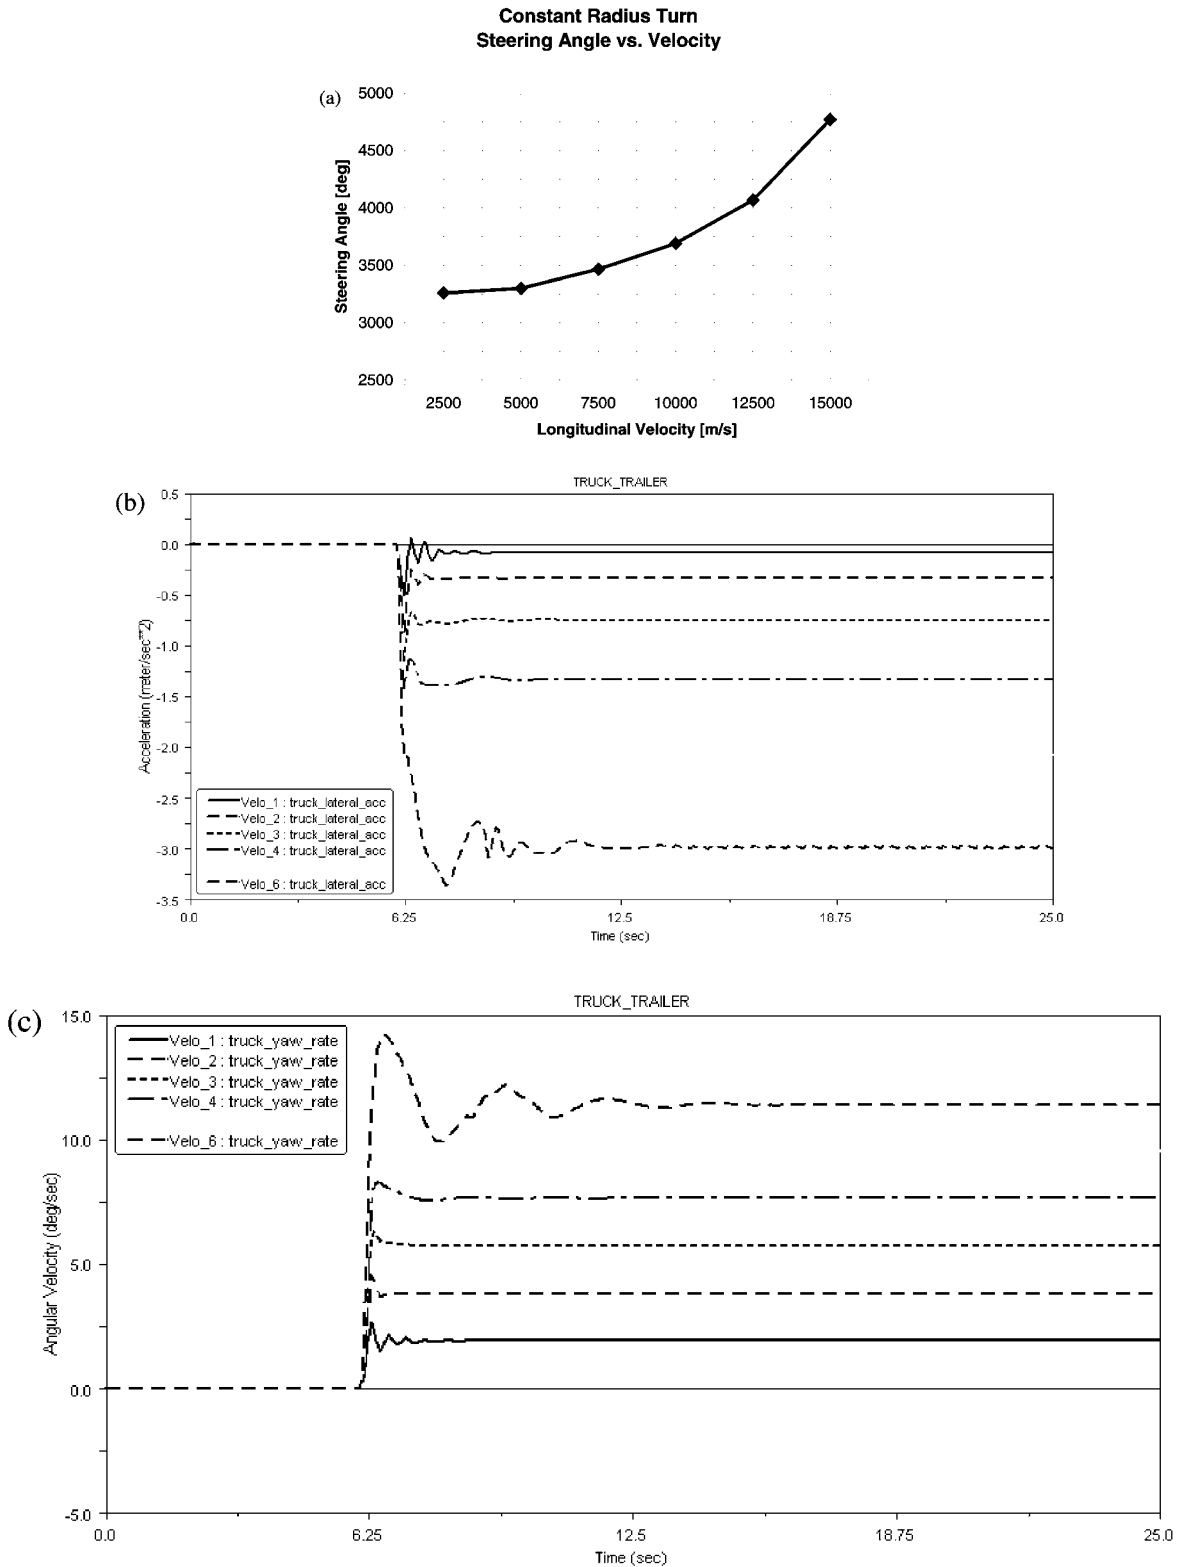 Constant Radius Turn
Steering Angle vs. Velocity
(a)
5000
4500
4000
3500
3000
2500
Steering Angle [deg]
2500 5000 7500 10000 12500 15000
Longitudinal Velocity [m/s]
(b)
TRUCK_TRAILER
0.5
0.0
-0.5
-1.0
-1.5
-2.0
-2.5
-3.0
-3.5
Acceleration (meter/sec**2)
Velo_1 : truck_lateral_acc
Velo_2 : truck_lateral_acc
Velo_3 : truck_lateral_acc
Velo_4 : truck_lateral_acc
Velo_6 : truck_lateral_acc
0.0 6.25 12.5 18.75 25.0
Time (sec)
(c)
TRUCK_TRAILER
15.0
10.0
5.0
0.0
-5.0
Angular Velocity (deg/sec)
Velo_1 : truck_yaw_rate
Velo_2 : truck_yaw_rate
Velo_3 : truck_yaw_rate
Velo_4 : truck_yaw_rate
Velo_6 : truck_yaw_rate
0.0 6.25 12.5 18.75 25.0
Time (sec)